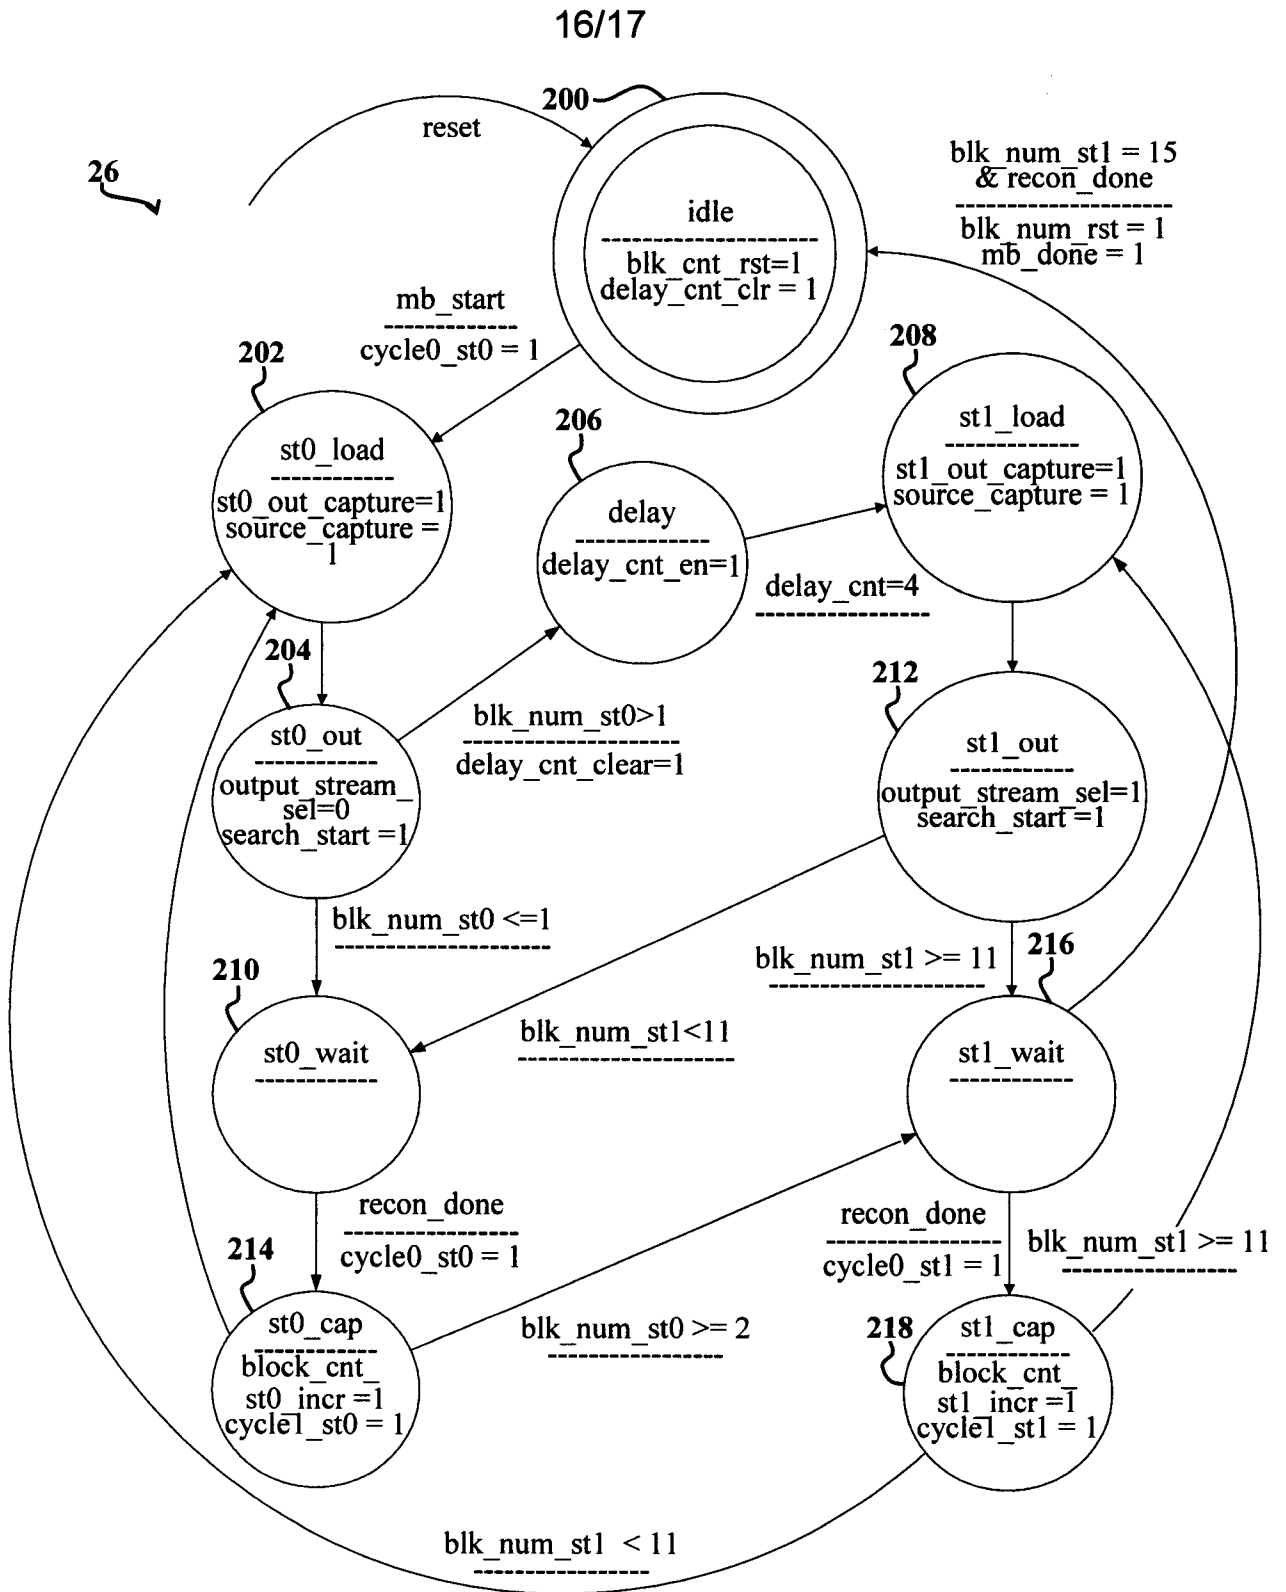 16/17
200
reset
26
blk_num_st1 = 15
& recon_done
blk_num_rst = 1
mb_done = 1
idle
blk_cnt_rst=1
delay_cnt_clr = 1
mb_start
cycle0_st0 = 1
202
st0_load
st0_out_capture=1
source_capture =
1
206
delay
delay_cnt_en=1
208
st1_load
st1_out_capture=1
source_capture = 1
delay_cnt=4
204
st0_out
output_stream_
sel=0
search_start =1
blk_num_st0>1
delay_cnt_clear=1
212
st1_out
output_stream_sel=1
search_start =1
blk_num_st0 <=1
blk_num_st1 >= 11
216
210
st0_wait
blk_num_st1<11
st1_wait
recon_done
cycle0_st0 = 1
recon_done
cycle0_st1 = 1
blk_num_st1 >= 11
214
st0_cap
block_cnt_
st0_incr =1
cycle1_st0 = 1
blk_num_st0 >= 2
218
st1_cap
block_cnt_
st1_incr =1
cycle1_st1 = 1
blk_num_st1 < 11